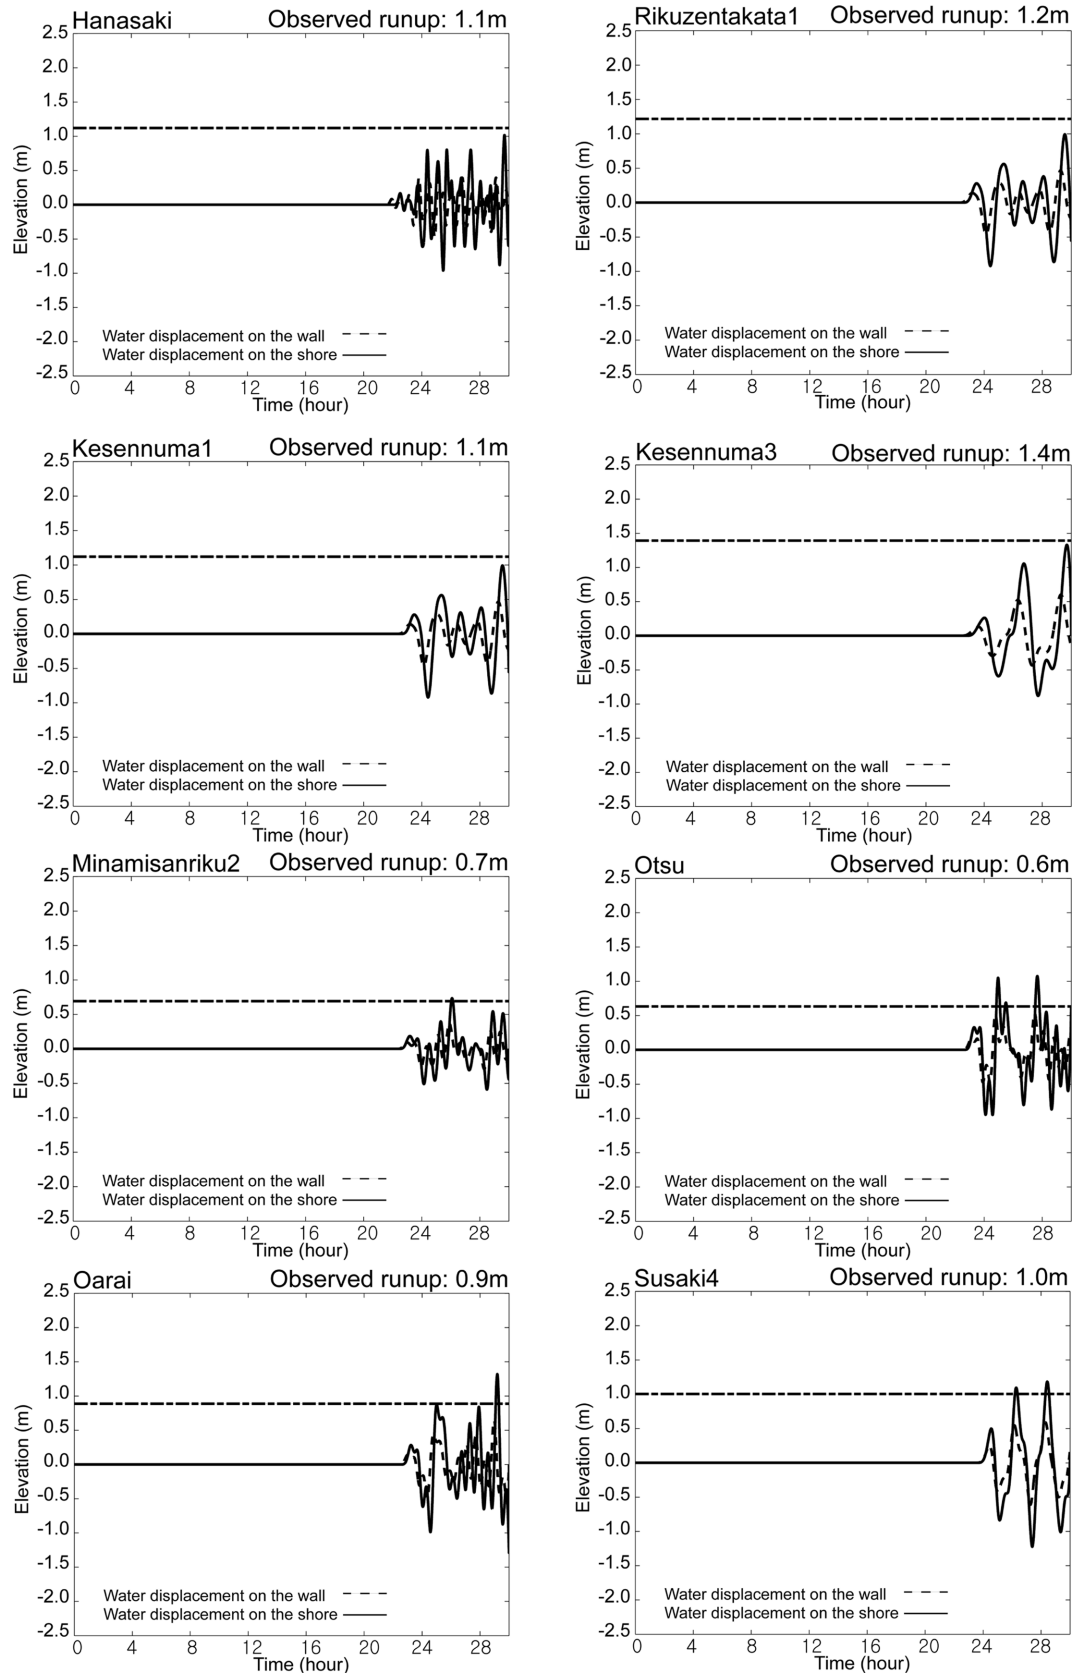 Hanasaki Observed runup: 1.1m
2.5
2.0
1.5
1.0
0.5
0.0
-0.5
-1.0
-1.5
-2.0
-2.5
Elevation (m)
Water displacement on the wall
Water displacement on the shore
0 4 8 12 16 20 24 28
Time (hour)
Rikuzentakata1 Observed runup: 1.2m
2.5
2.0
1.5
1.0
0.5
0.0
-0.5
-1.0
-1.5
-2.0
-2.5
Elevation (m)
Water displacement on the wall
Water displacement on the shore
0 4 8 12 16 20 24 28
Time (hour)
Kesennuma1 Observed runup: 1.1m
2.5
2.0
1.5
1.0
0.5
0.0
-0.5
-1.0
-1.5
-2.0
-2.5
Elevation (m)
Water displacement on the wall
Water displacement on the shore
0 4 8 12 16 20 24 28
Time (hour)
Kesennuma3 Observed runup: 1.4m
2.5
2.0
1.5
1.0
0.5
0.0
-0.5
-1.0
-1.5
-2.0
-2.5
Elevation (m)
Water displacement on the wall
Water displacement on the shore
0 4 8 12 16 20 24 28
Time (hour)
Minamisanriku2 Observed runup: 0.7m
2.5
2.0
1.5
1.0
0.5
0.0
-0.5
-1.0
-1.5
-2.0
-2.5
Elevation (m)
Water displacement on the wall
Water displacement on the shore
0 4 8 12 16 20 24 28
Time (hour)
Otsu Observed runup: 0.6m
2.5
2.0
1.5
1.0
0.5
0.0
-0.5
-1.0
-1.5
-2.0
-2.5
Elevation (m)
Water displacement on the wall
Water displacement on the shore
0 4 8 12 16 20 24 28
Time (hour)
Oarai Observed runup: 0.9m
2.5
2.0
1.5
1.0
0.5
0.0
-0.5
-1.0
-1.5
-2.0
-2.5
Elevation (m)
Water displacement on the wall
Water displacement on the shore
0 4 8 12 16 20 24 28
Time (hour)
Susaki4 Observed runup: 1.0m
2.5
2.0
1.5
1.0
0.5
0.0
-0.5
-1.0
-1.5
-2.0
-2.5
Elevation (m)
Water displacement on the wall
Water displacement on the shore
0 4 8 12 16 20 24 28
Time (hour)